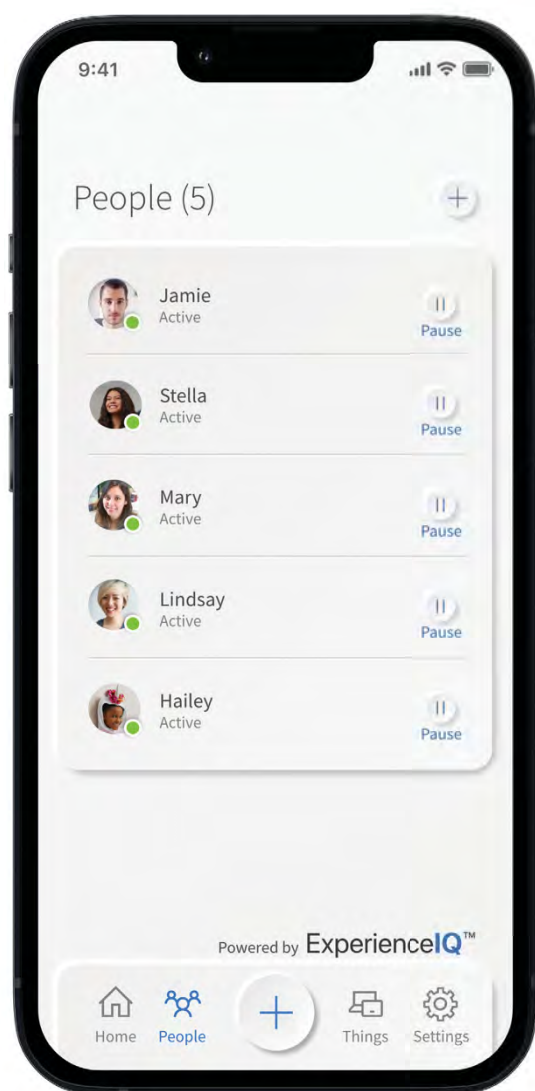 9:41
People (5)
Jamie
Active
Pause
Stella
Active
Pause
Mary
Active
Pause
Lindsay
Active
Pause
Hailey
Active
Pause
Powered by ExperienceIQ™
Home People Things Settings